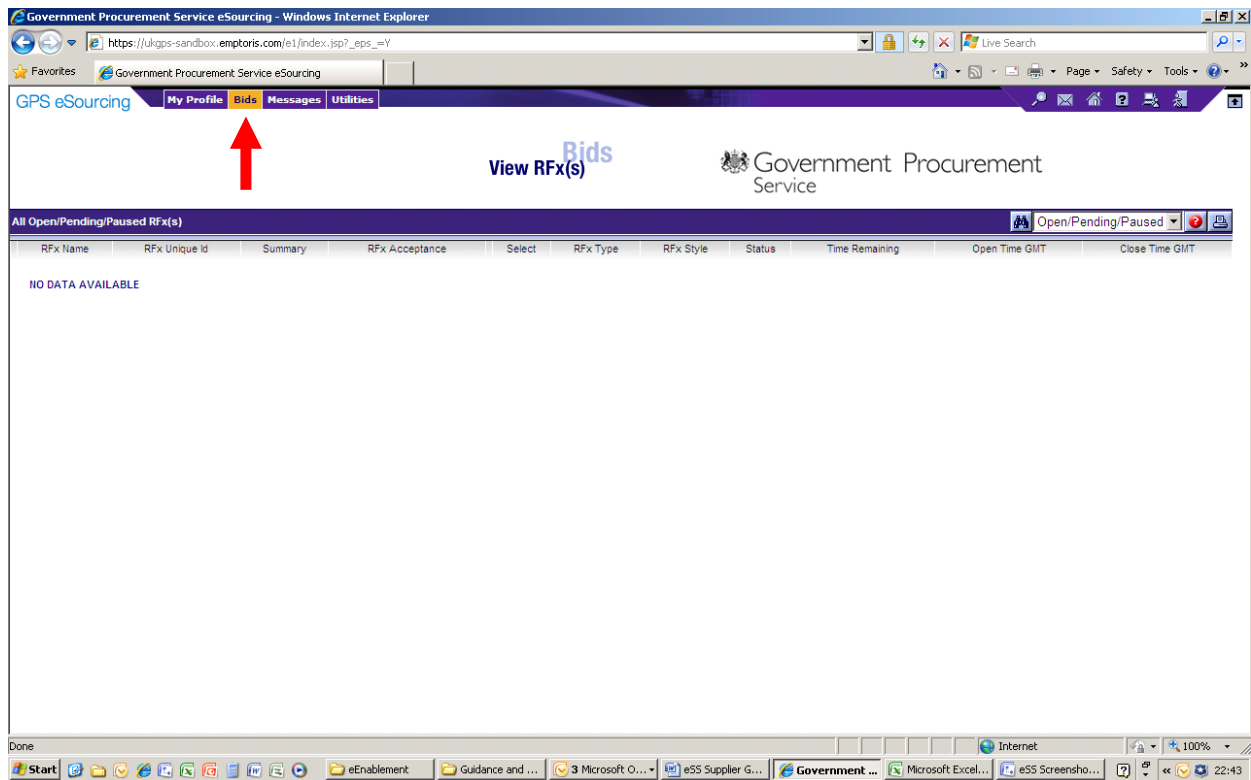 Government Procurement Service eSourcing - Windows Internet Explorer
https://ukgps-sandbox.emptoris.com/e1/index.jsp?_eps_=Y
Live Search
Favorites
Government Procurement Service eSourcing
Page
Safety
Tools
GPS eSourcing
My Profile
Bids
Messages
Utilities
Bids
View RFx(s)
Government Procurement
Service
All Open/Pending/Paused RFx(s)
Open/Pending/Paused
RFx Name
RFx Unique Id
Summary
RFx Acceptance
Select
RFx Type
RFx Style
Status
Time Remaining
Open Time GMT
Close Time GMT
NO DATA AVAILABLE
Done
Internet
100%
Start
eEnablement
Guidance and ...
3 Microsoft O...
eSS Supplier G...
Government ...
Microsoft Excel...
eSS Screensho...
22:43